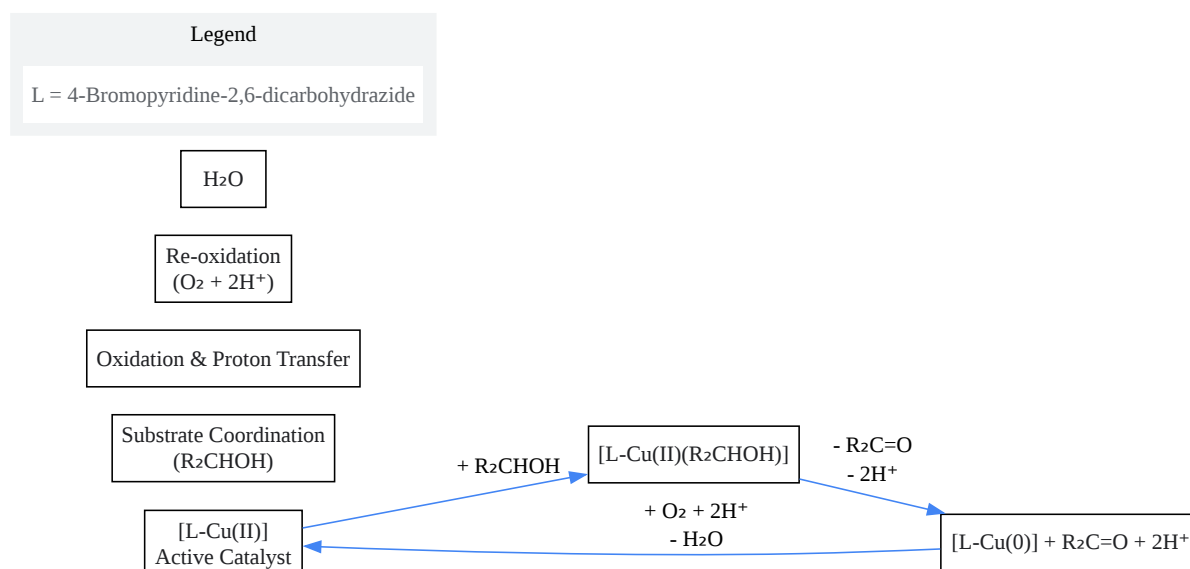 Legend
L = 4-Bromopyridine-2,6-dicarbohydrazide
H₂O
Re-oxidation
(O₂ + 2H⁺)
Oxidation & Proton Transfer
Substrate Coordination
(R₂CHOH)
[L-Cu(II)]
Active Catalyst
+ R₂CHOH
[L-Cu(II)(R₂CHOH)]
- R₂C=O
- 2H⁺
+ O₂ + 2H⁺
- H₂O
[L-Cu(0)] + R₂C=O + 2H⁺